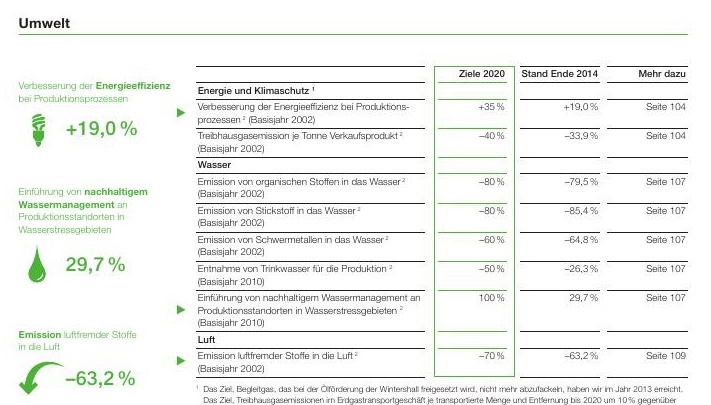 Umwelt
Verbesserung der Energieeffizienz
bei Produktionsprozessen
+19,0 %
Einführung von nachhaltigem
Wassermanagement an
Produktionsstandorten in
Wasserstressgebieten
29,7 %
Emission luftfremder Stoffe
in die Luft
–63,2 %
Ziele 2020 Stand Ende 2014 Mehr dazu
Energie und Klimaschutz ¹
Verbesserung der Energieeffizienz bei Produktions-
prozessen ² (Basisjahr 2002) +35 % +19,0 % Seite 104
Treibhausgasemission je Tonne Verkaufsprodukt ²
(Basisjahr 2002) –40 % –33,9 % Seite 104
Wasser
Emission von organischen Stoffen in das Wasser ²
(Basisjahr 2002) –80 % –79,5 % Seite 107
Emission von Stickstoff in das Wasser ²
(Basisjahr 2002) –80 % –85,4 % Seite 107
Emission von Schwermetallen in das Wasser ²
(Basisjahr 2002) –60 % –64,8 % Seite 107
Entnahme von Trinkwasser für die Produktion ²
(Basisjahr 2010) –50 % –26,3 % Seite 107
Einführung von nachhaltigem Wassermanagement an
Produktionsstandorten in Wasserstressgebieten ²
(Basisjahr 2010) 100 % 29,7 % Seite 107
Luft
Emission luftfremder Stoffe in die Luft ²
(Basisjahr 2002) –70 % –63,2 % Seite 109
¹ Das Ziel, Begleitgas, das bei der Ölförderung der Wintershall freigesetzt wird, nicht mehr abzufackeln, haben wir im Jahr 2013 erreicht.
Das Ziel, Treibhausgasemissionen im Erdgastransportgeschäft je transportierte Menge und Entfernung bis 2020 um 10 % gegenüber